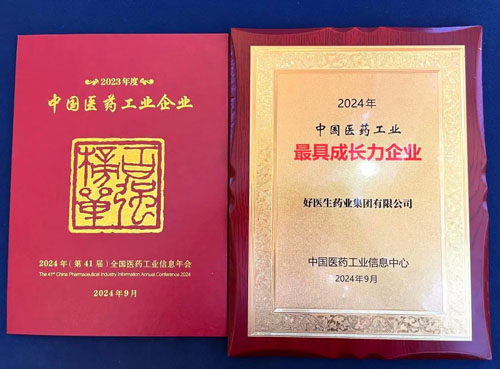 2023年度
中国医药工业企业
百强
榜单
2024年(第41届)全国医药工业信息年会
The 41st China Pharmaceutical Industry Information Annual Conference 2024
2024年9月
2024年
中国医药工业
最具成长力企业
好医生药业集团有限公司
中国医药工业信息中心
2024年9月